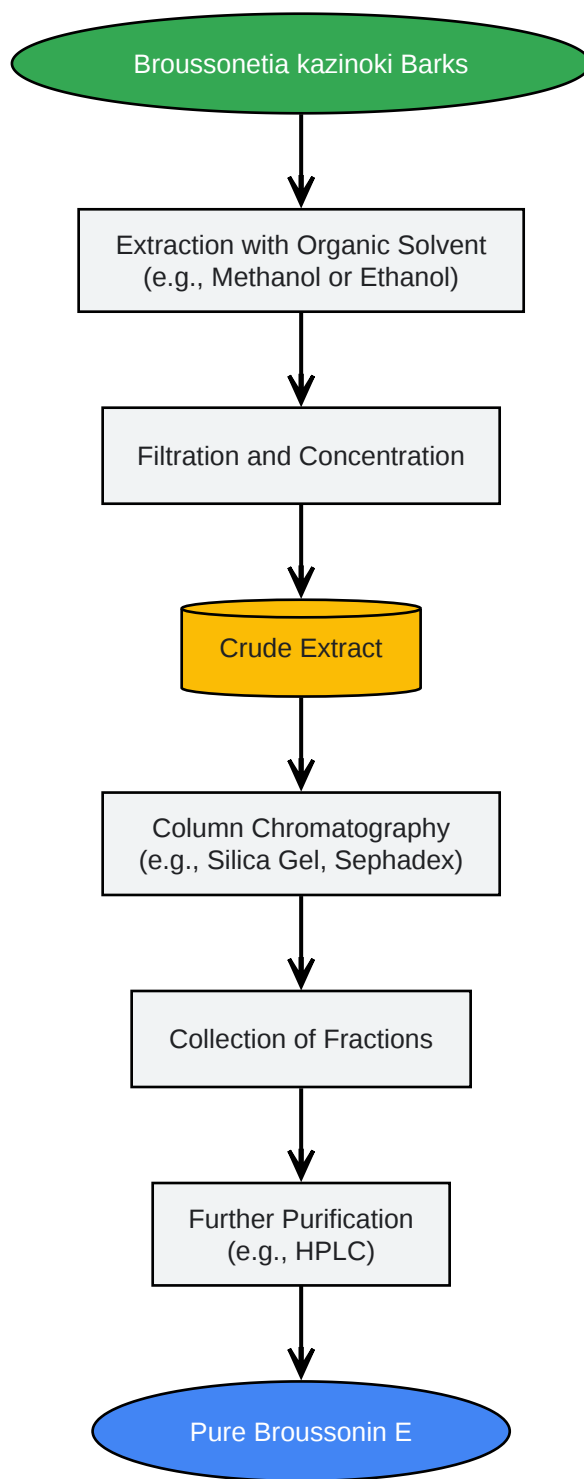 Broussonetia kazinoki Barks
Extraction with Organic Solvent
(e.g., Methanol or Ethanol)
Filtration and Concentration
Crude Extract
Column Chromatography
(e.g., Silica Gel, Sephadex)
Collection of Fractions
Further Purification
(e.g., HPLC)
Pure Broussonin E